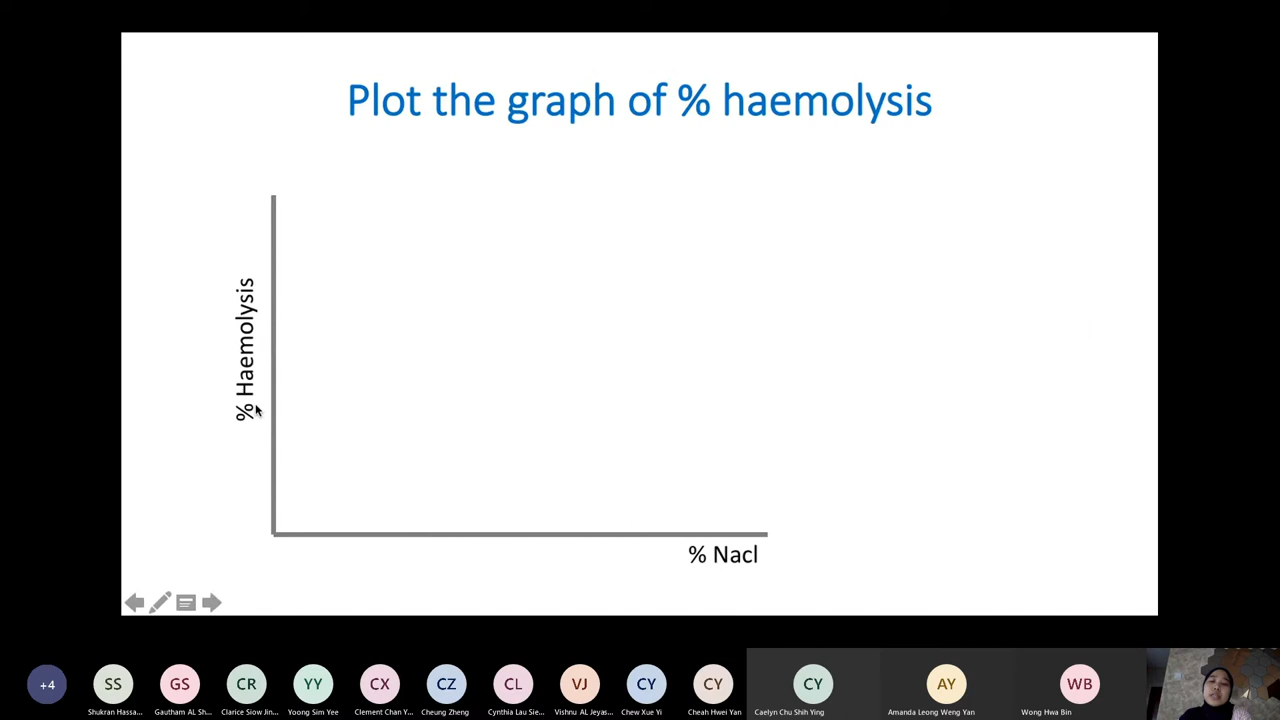 Plot the graph of % haemolysis
% Haemolysis
% Nacl
+4
SS
GS
CR
YY
CX
CZ
CL
VJ
CY
CY
CY
AY
WB
Shukran Hassa...
Gautham AL Sh...
Clarice Siow Jin...
Yoong Sim Yee
Clement Chan Y...
Cheung Zheng
Cynthia Lau Sie...
Vishnu AL Jeyas...
Chew Xue Yi
Cheah Hwei Yan
Caelyn Chu Shih Ying
Amanda Leong Weng Yan
Wong Hwa Bin